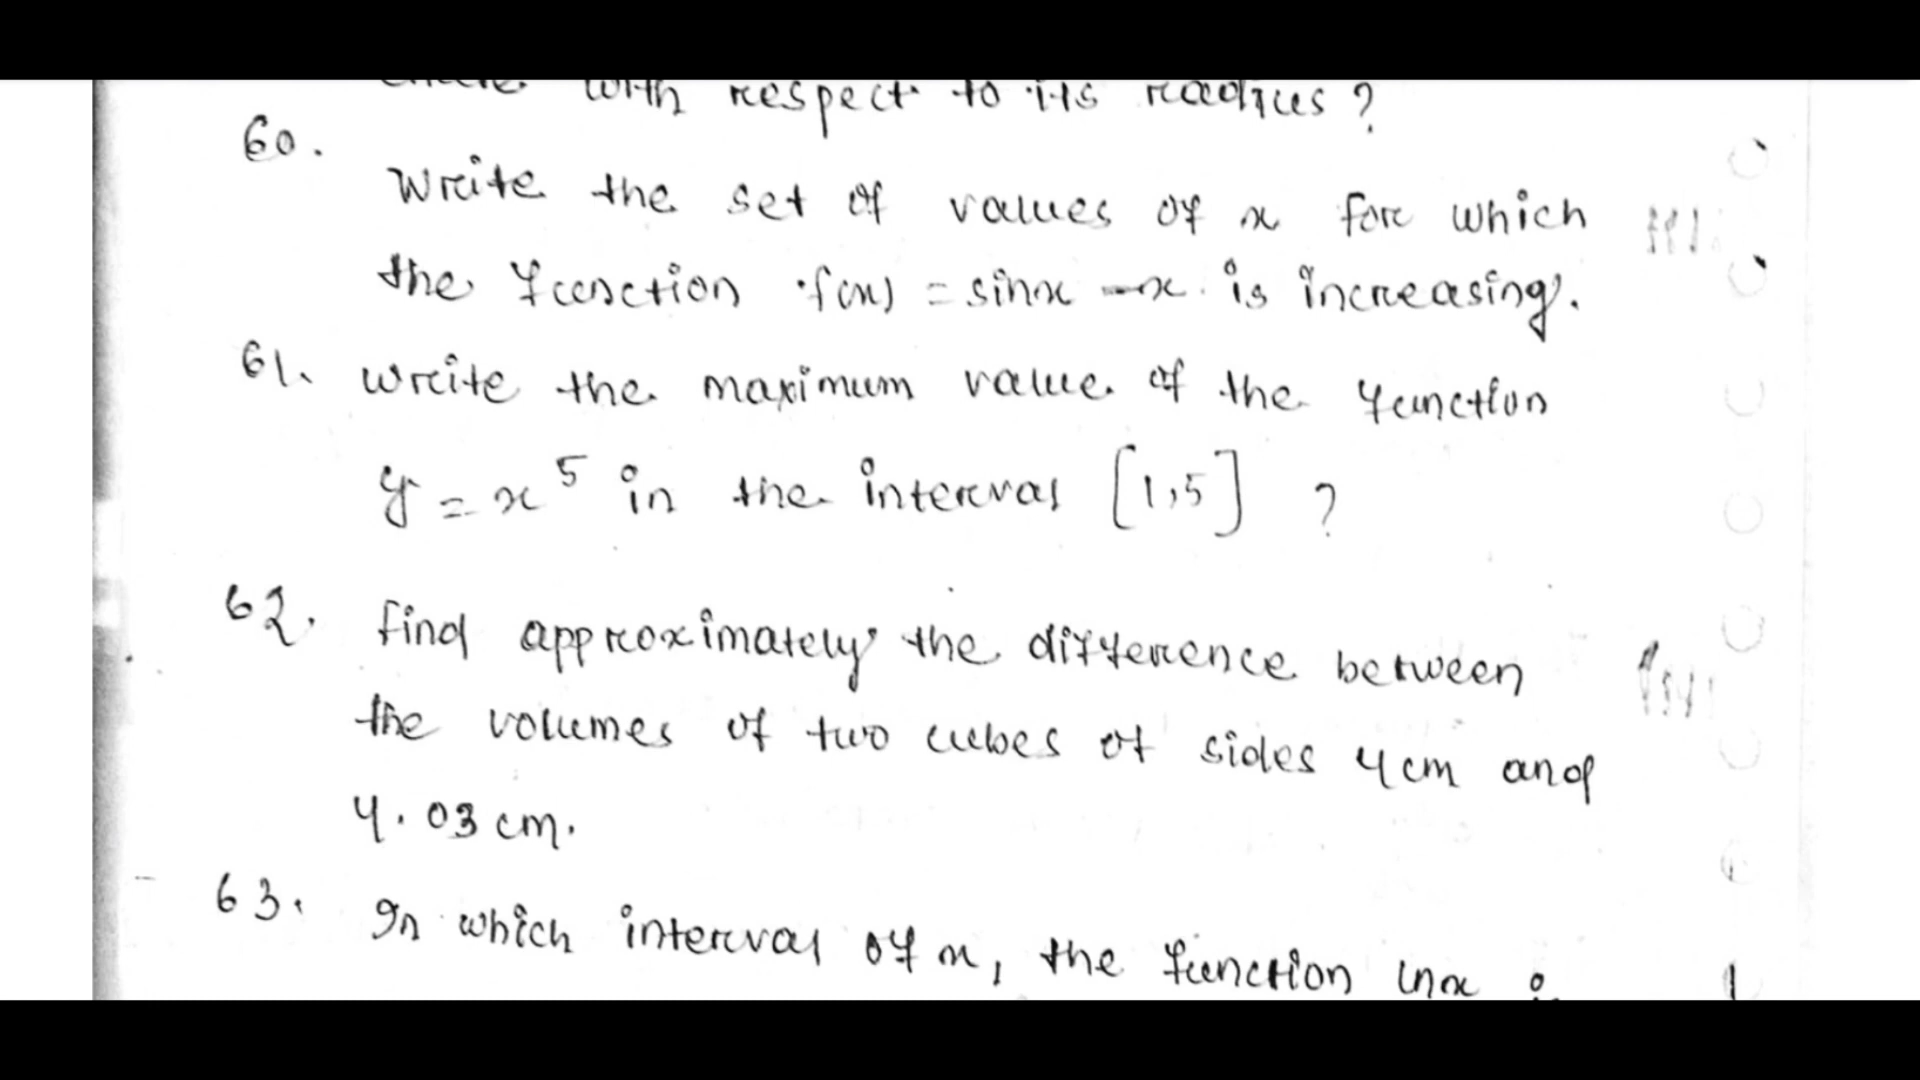 with respect to its radius?
60.
Write the set of values of x for which
the function f(x) = sinx - x is increasing.
61. Write the maximum value of the function
y = x⁵ in the interval [1,5] ?
62. Find approximately the difference between
the volumes of two cubes of sides 4cm and
4.03 cm.
63. In which interval of x, the function lnx